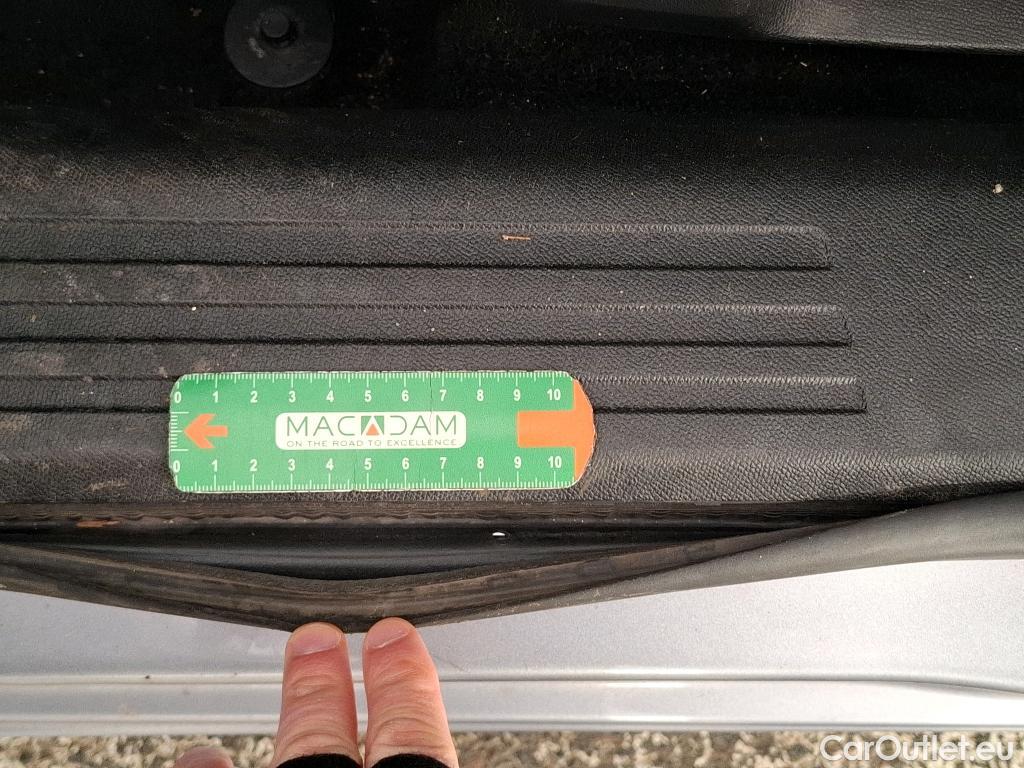 0 1 2 3 4 5 6 7 8 9 10
MACADAM
ON THE ROAD TO EXCELLENCE
0 1 2 3 4 5 6 7 8 9 10
CarOutlet.eu